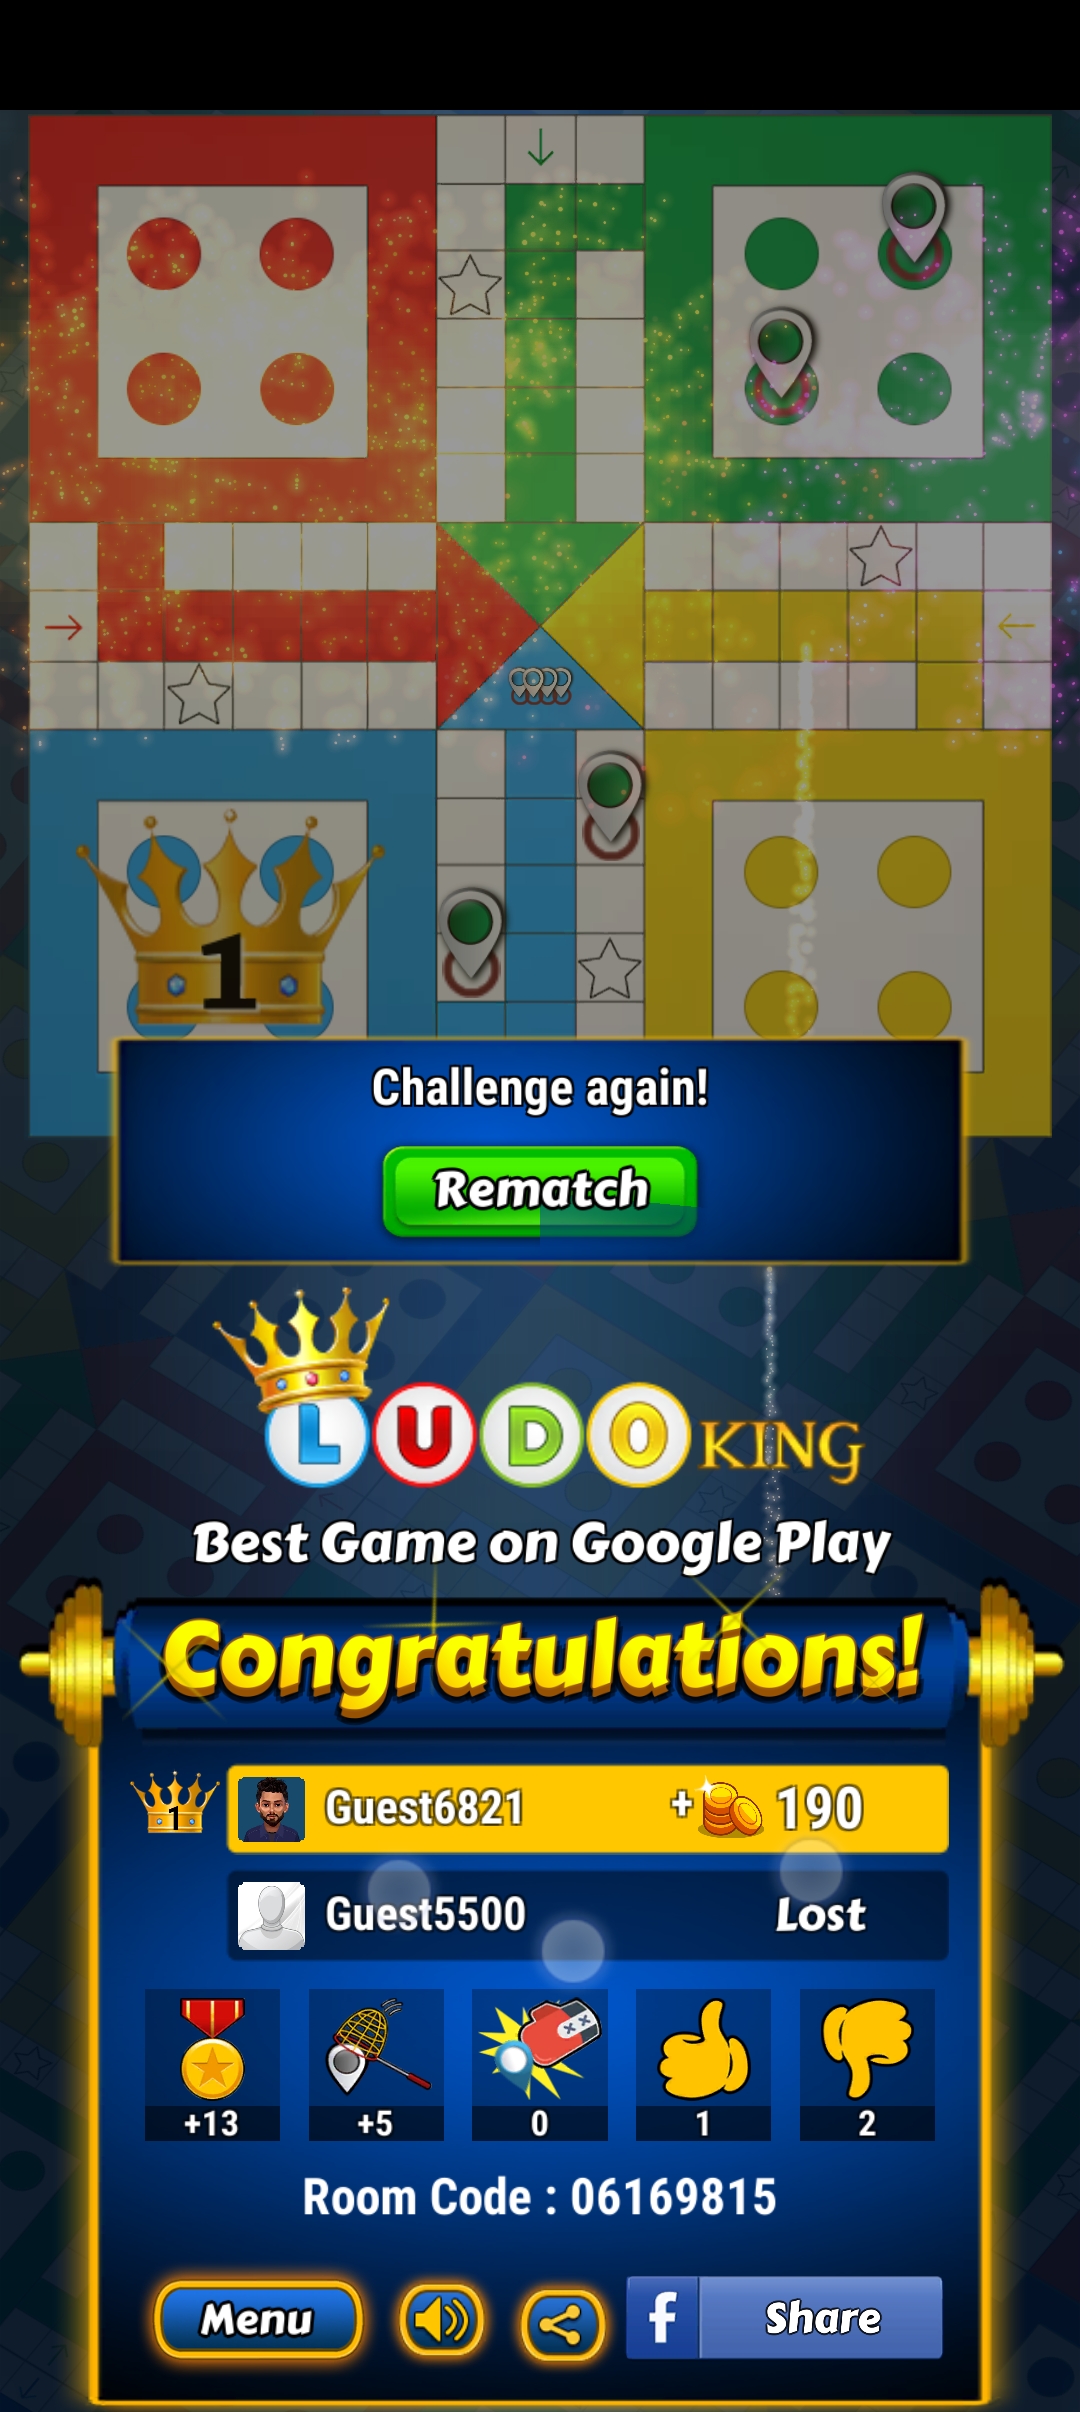 1
Challenge again!
Rematch
LUDO KING
Best Game on Google Play
Congratulations!
1 Guest6821 + 190
Guest5500 Lost
+13 +5 0 1 2
Room Code : 06169815
Menu f Share